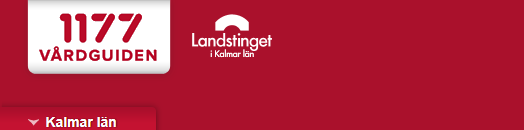 1177
VÅRDGUIDEN
Landstinget
i Kalmar län
Kalmar län